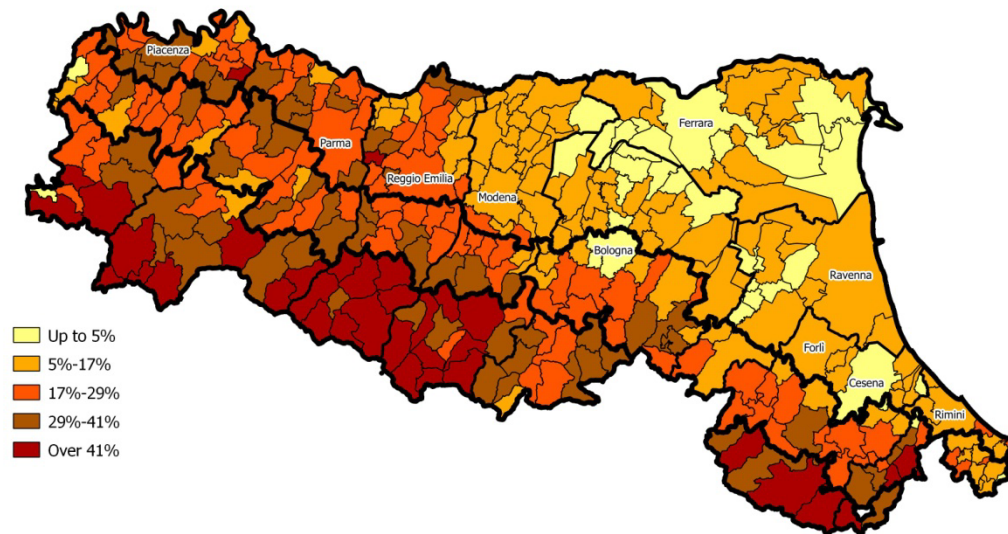 Piacenza
Parma
Reggio Emilia
Modena
Bologna
Ferrara
Ravenna
Forlì
Cesena
Rimini
Up to 5%
5%-17%
17%-29%
29%-41%
Over 41%